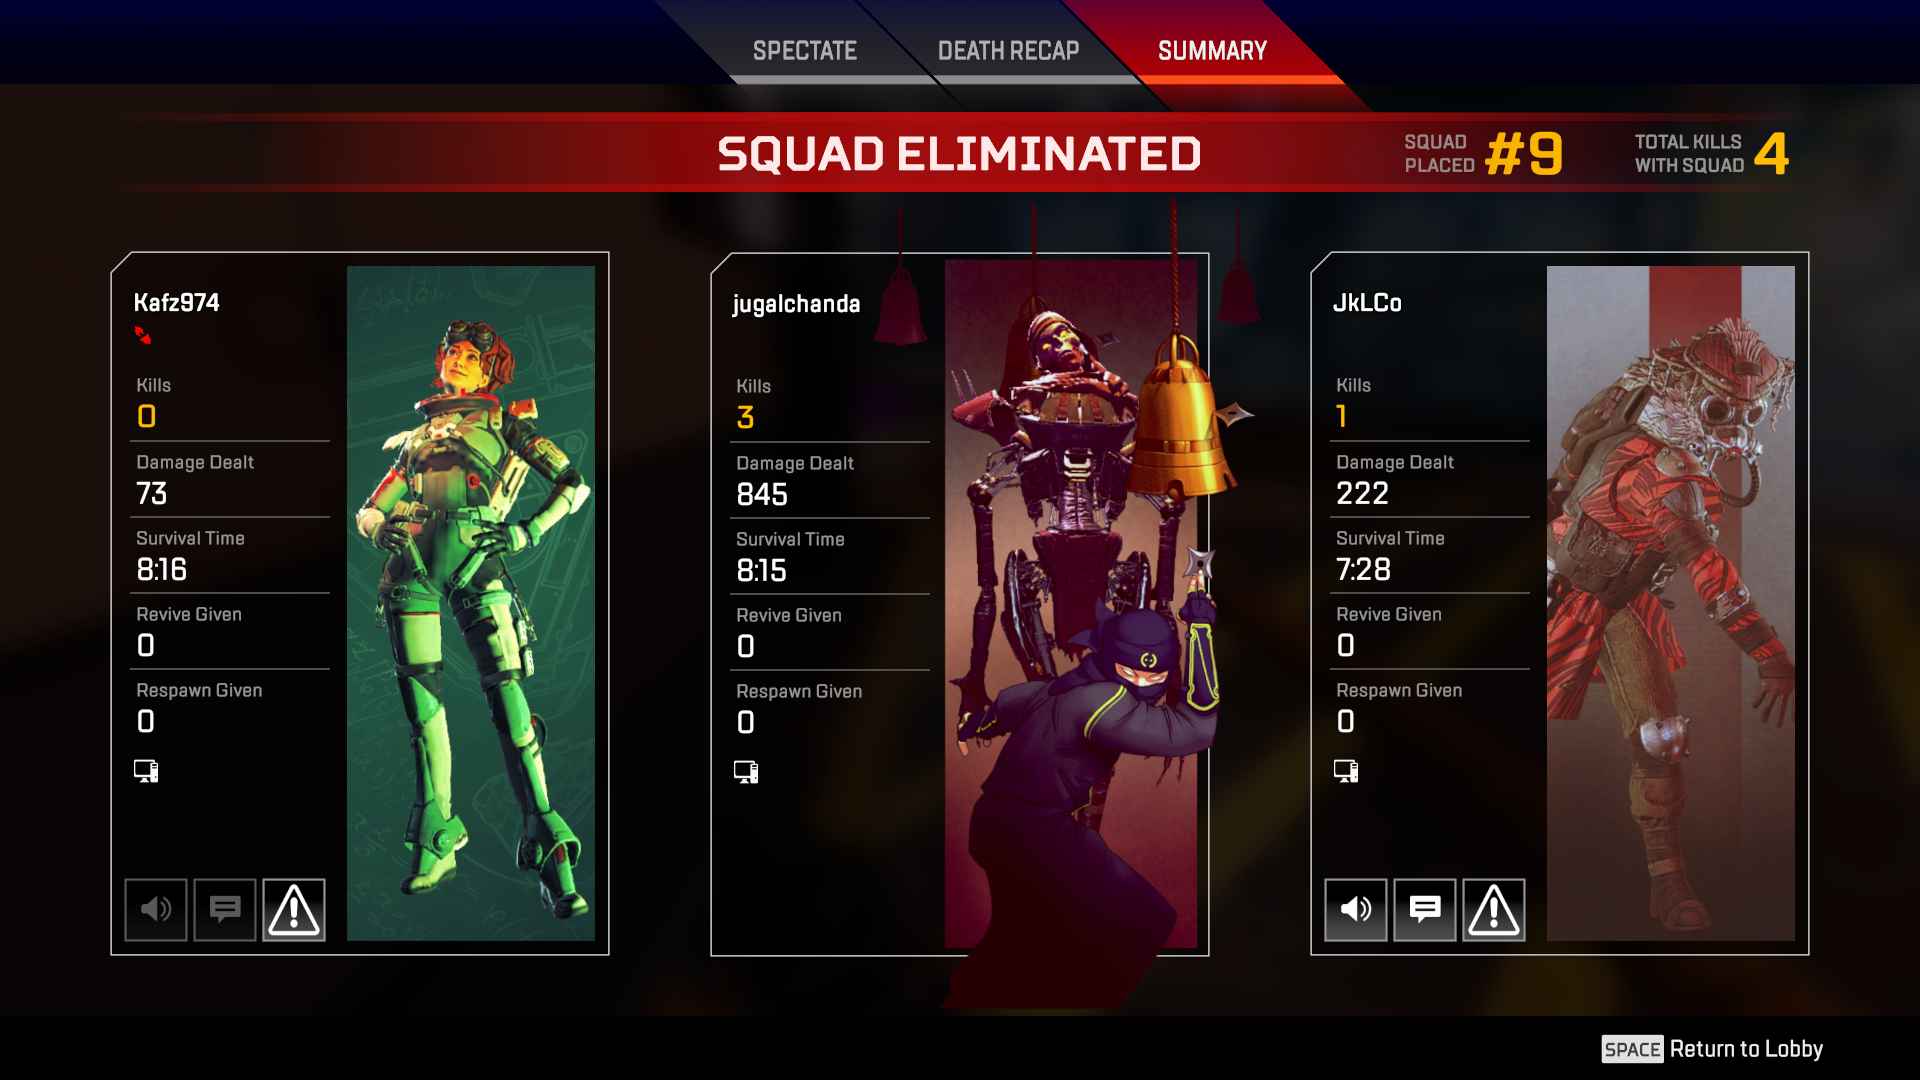 SPECTATE
DEATH RECAP
SUMMARY
SQUAD ELIMINATED
SQUAD
PLACED
#9
TOTAL KILLS
WITH SQUAD
4
Kafz974
Kills
0
Damage Dealt
73
Survival Time
8:16
Revive Given
0
Respawn Given
0
jugalchanda
Kills
3
Damage Dealt
845
Survival Time
8:15
Revive Given
0
Respawn Given
0
JkLCo
Kills
1
Damage Dealt
222
Survival Time
7:28
Revive Given
0
Respawn Given
0
SPACE Return to Lobby